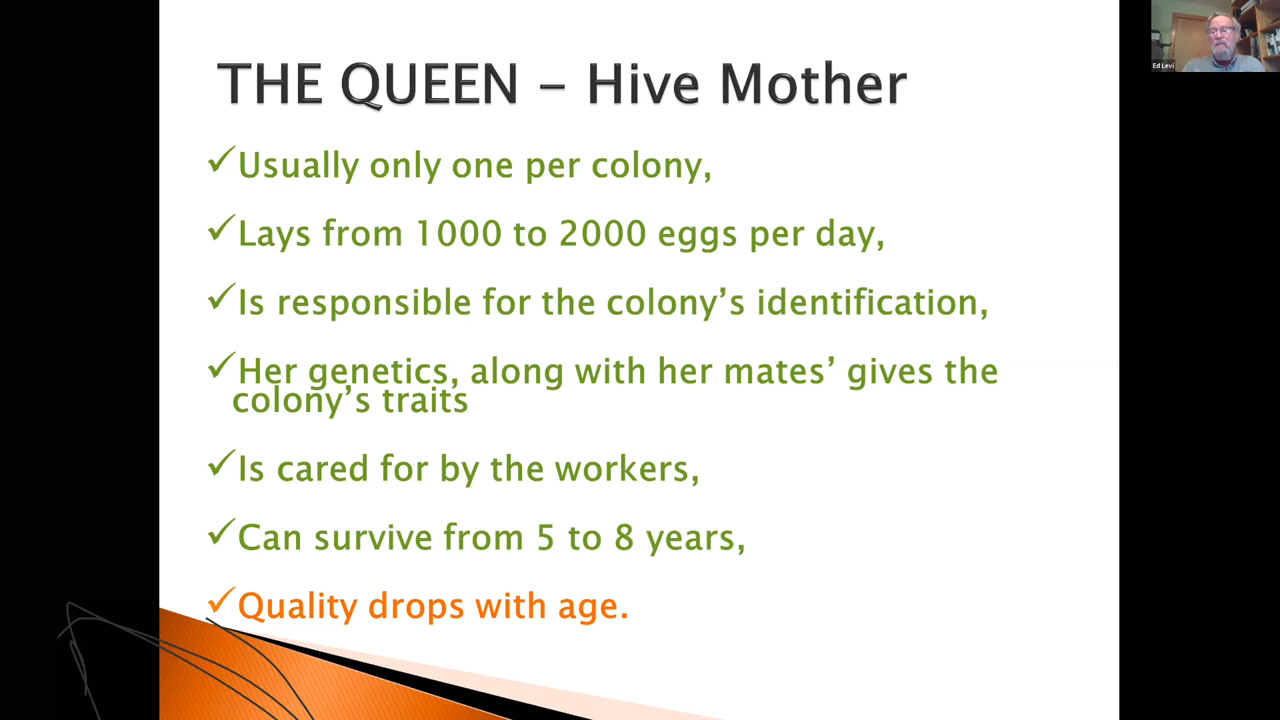 THE QUEEN – Hive Mother
✓Usually only one per colony,
✓Lays from 1000 to 2000 eggs per day,
✓Is responsible for the colony’s identification,
✓Her genetics, along with her mates’ gives the
colony’s traits
✓Is cared for by the workers,
✓Can survive from 5 to 8 years,
✓Quality drops with age.
Ed Levi